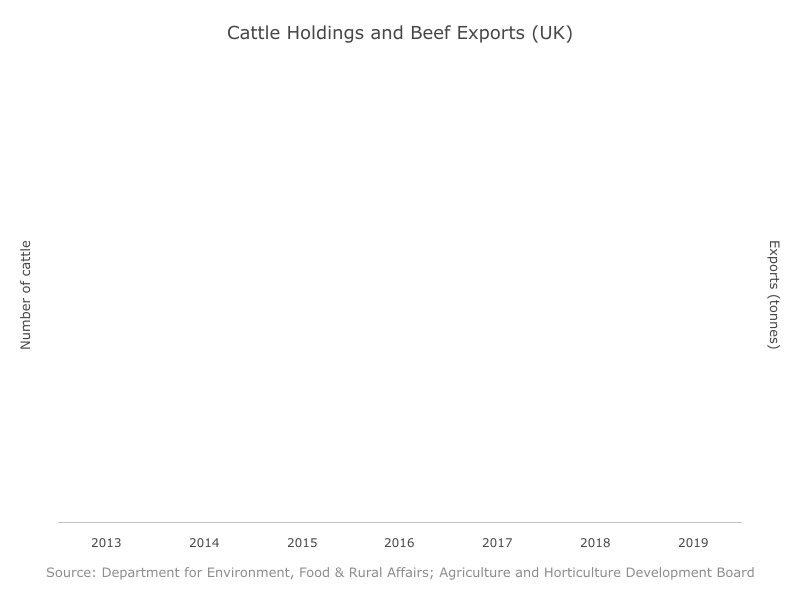 Cattle Holdings and Beef Exports (UK)
Number of cattle
Exports (tonnes)
2013 2014 2015 2016 2017 2018 2019
Source: Department for Environment, Food & Rural Affairs; Agriculture and Horticulture Development Board